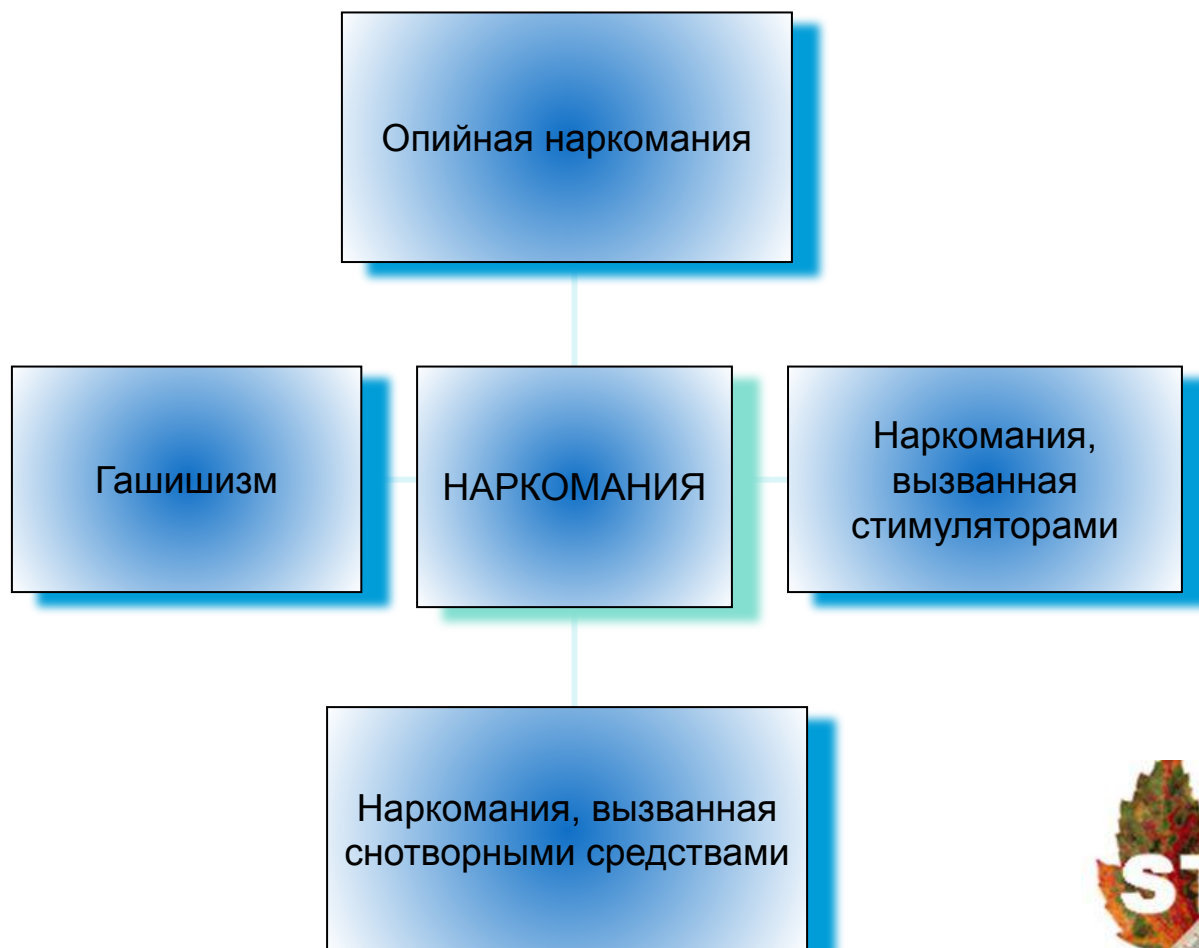 Опийная наркомания
Гашишизм
НАРКОМАНИЯ
Наркомания,
вызванная
стимуляторами
Наркомания, вызванная
снотворными средствами